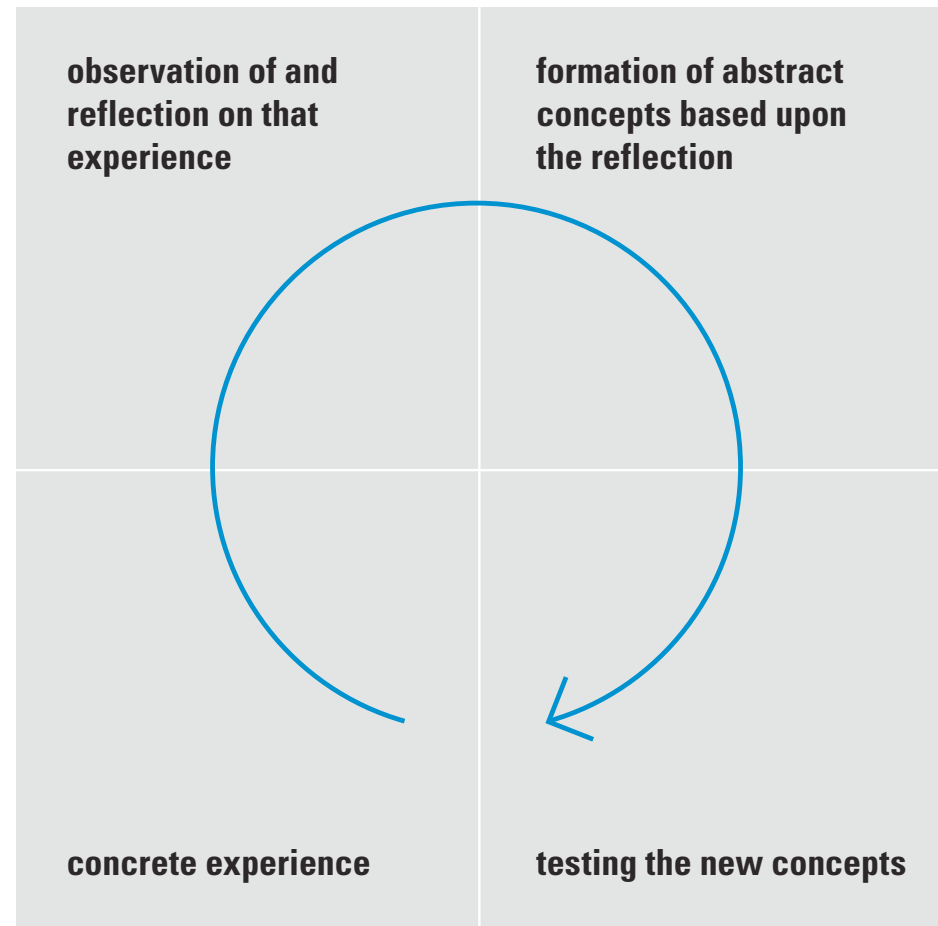 observation of and
reflection on that
experience
formation of abstract
concepts based upon
the reflection
concrete experience
testing the new concepts